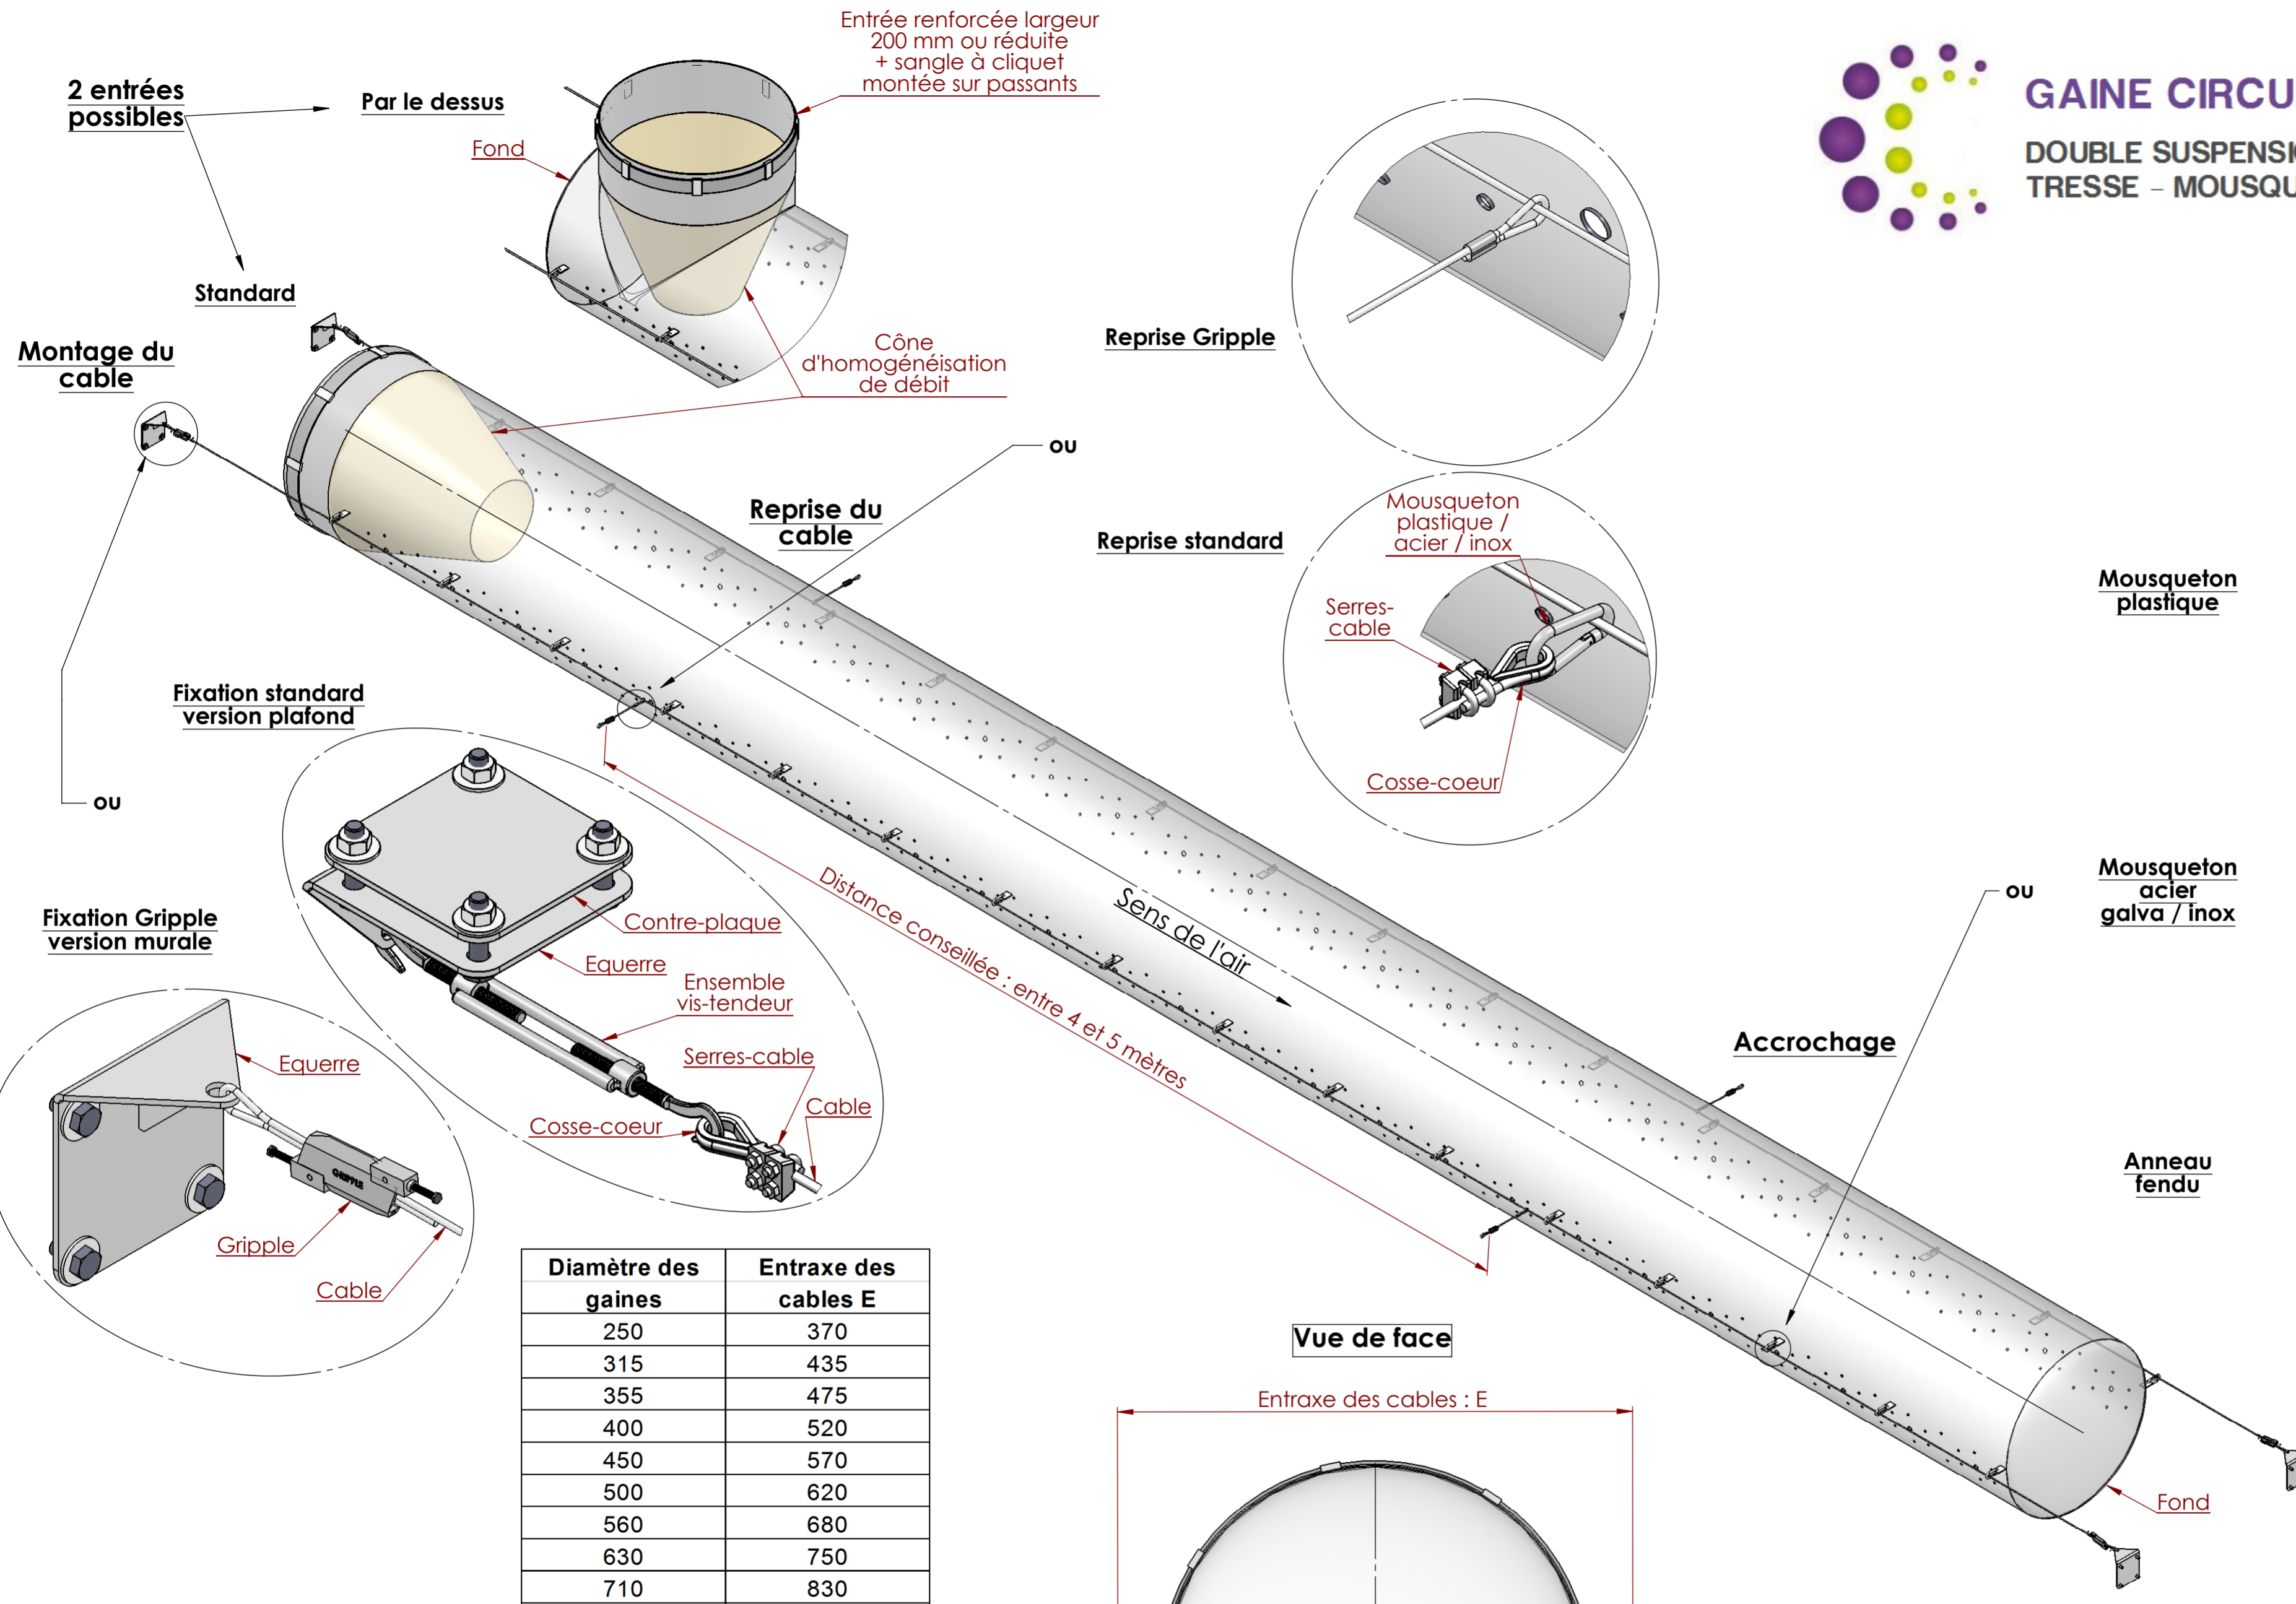 Entrée renforcée largeur
200 mm ou réduite
+ sangle à cliquet
montée sur passants
2 entrées
possibles
Par le dessus
Fond
GAINE CIRCU
DOUBLE SUSPENSI
TRESSE – MOUSQU
Standard
Montage du
cable
Cône
d'homogénéisation
de débit
Reprise Gripple
ou
Reprise du
cable
Reprise standard
Mousqueton
plastique /
acier / inox
Serres-
cable
Cosse-coeur
Mousqueton
plastique
Fixation standard
version plafond
ou
Contre-plaque
Equerre
Ensemble
vis-tendeur
Serres-cable
Cable
Cosse-coeur
Fixation Gripple
version murale
Equerre
GRIPPLE
Gripple
Cable
Distance conseillée : entre 4 et 5 mètres
Sens de l'air
ou
Mousqueton
acier
galva / inox
Accrochage
Anneau
fendu
Diamètre des gaines Entraxe des cables E
250 370
315 435
355 475
400 520
450 570
500 620
560 680
630 750
710 830
Vue de face
Entraxe des cables : E
Fond